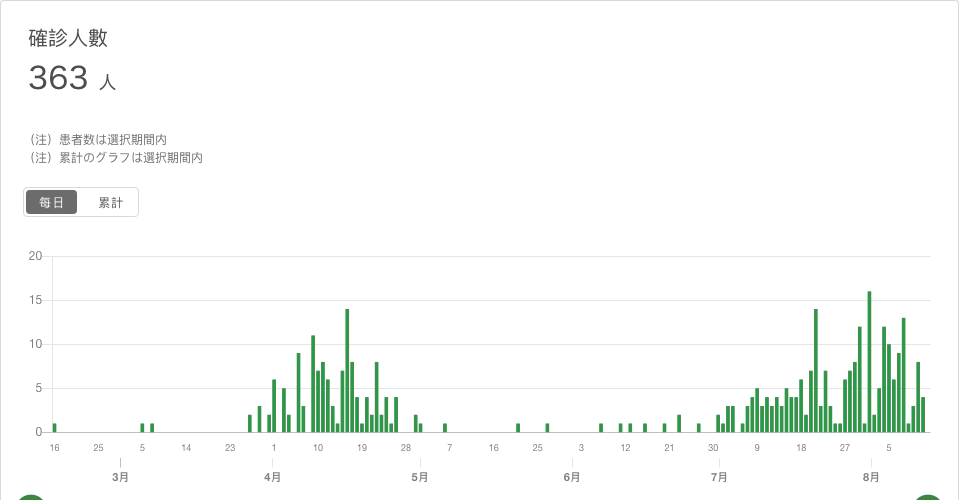 確診人數
363 人
（注）患者数は選択期間内
（注）累計のグラフは選択期間内
每日 累計
20
15
10
5
0
16 25 5 14 23 1 10 19 28 7 16 25 3 12 21 30 9 18 27 5
3月 4月 5月 6月 7月 8月